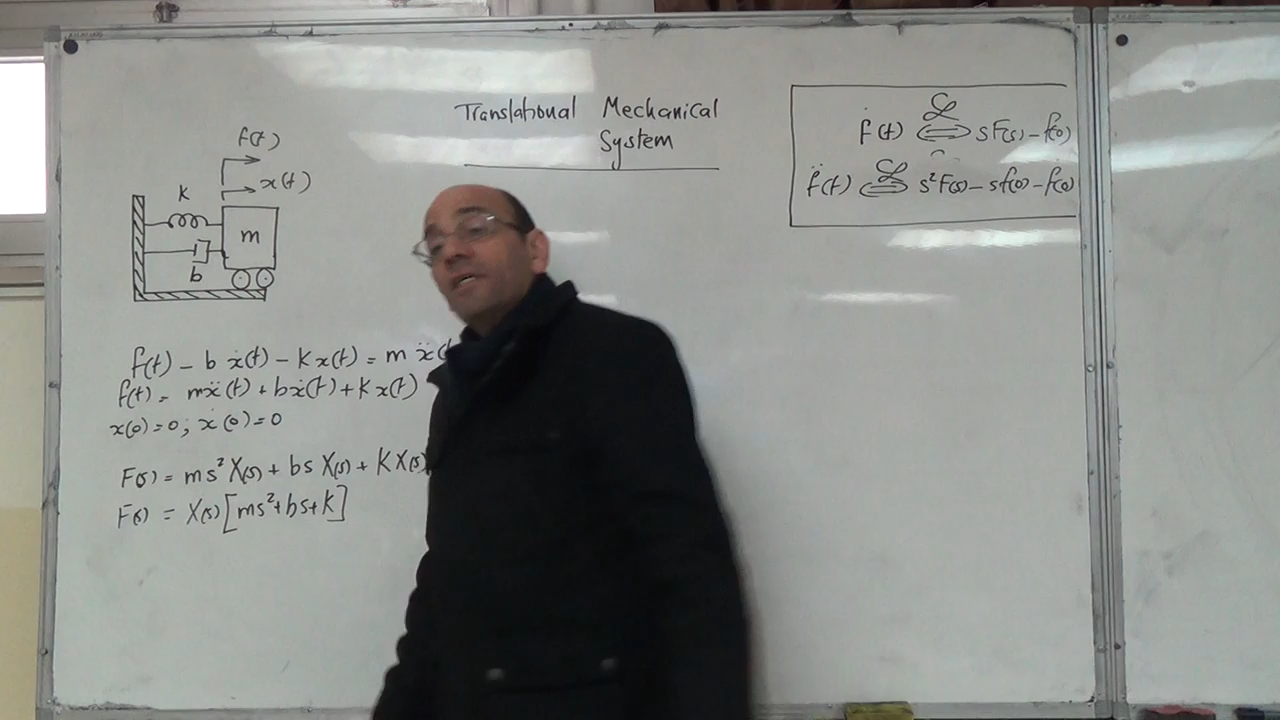 Translational Mechanical
System
f(t)
x(t)
k
m
b
f(t) - b ẋ(t) - k x(t) = m ẍ(t
f(t) = mẍ(t) + bẋ(t) + k x(t)
x(0)=0; ẋ(0)=0
F(s) = ms² X(s) + bs X(s) + K X(s)
F(s) = X(s)[ms²+bs+k]
ḟ(t) ℒ⟺ sF(s) - f(0)
f̈(t) ℒ⟺ s²F(s) - sf(0) - ḟ(0)